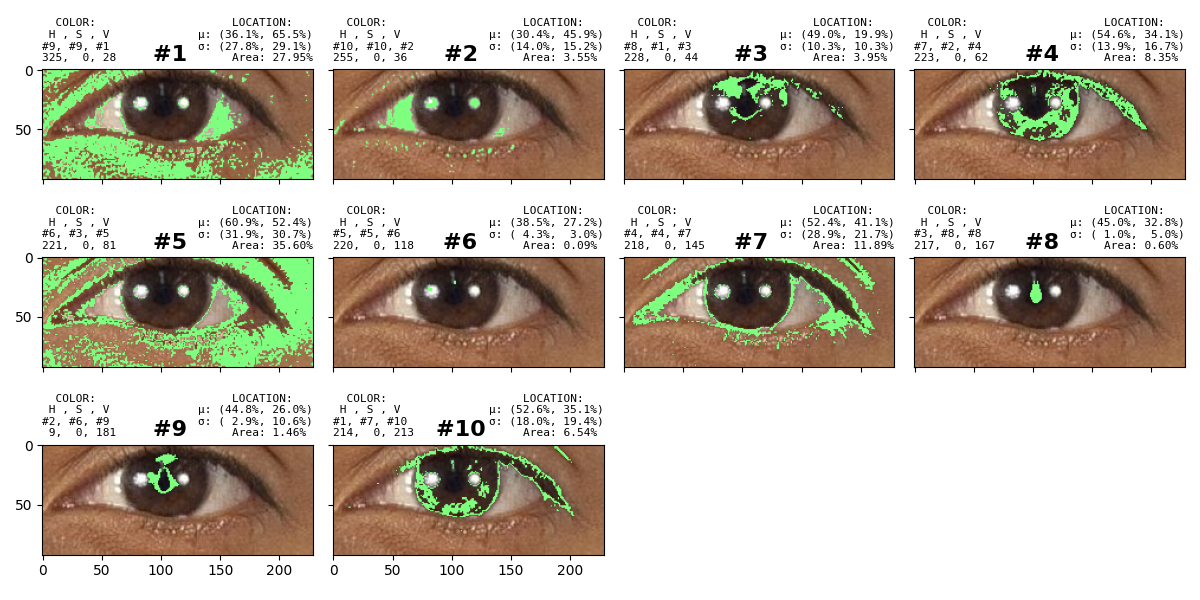 COLOR: LOCATION:
H , S , V μ: (36.1%, 65.5%)
#9, #9, #1 σ: (27.8%, 29.1%)
325, 0, 28 #1 Area: 27.95%
COLOR: LOCATION:
H , S , V μ: (30.4%, 45.9%)
#10, #10, #2 σ: (14.0%, 15.2%)
255, 0, 36 #2 Area: 3.55%
COLOR: LOCATION:
H , S , V μ: (49.0%, 19.9%)
#8, #1, #3 σ: (10.3%, 10.3%)
228, 0, 44 #3 Area: 3.95%
COLOR: LOCATION:
H , S , V μ: (54.6%, 34.1%)
#7, #2, #4 σ: (13.9%, 16.7%)
223, 0, 62 #4 Area: 8.35%
0
50
COLOR: LOCATION:
H , S , V μ: (60.9%, 52.4%)
#6, #3, #5 σ: (31.9%, 30.7%)
221, 0, 81 #5 Area: 35.60%
COLOR: LOCATION:
H , S , V μ: (38.5%, 27.2%)
#5, #5, #6 σ: ( 4.3%, 3.0%)
220, 0, 118 #6 Area: 0.09%
COLOR: LOCATION:
H , S , V μ: (52.4%, 41.1%)
#4, #4, #7 σ: (28.9%, 21.7%)
218, 0, 145 #7 Area: 11.89%
COLOR: LOCATION:
H , S , V μ: (45.0%, 32.8%)
#3, #8, #8 σ: ( 1.0%, 5.0%)
217, 0, 167 #8 Area: 0.60%
0
50
COLOR: LOCATION:
H , S , V μ: (44.8%, 26.0%)
#2, #6, #9 σ: ( 2.9%, 10.6%)
9, 0, 181 #9 Area: 1.46%
COLOR: LOCATION:
H , S , V μ: (52.6%, 35.1%)
#1, #7, #10 σ: (18.0%, 19.4%)
214, 0, 213 #10 Area: 6.54%
0
50
0 50 100 150 200
0 50 100 150 200